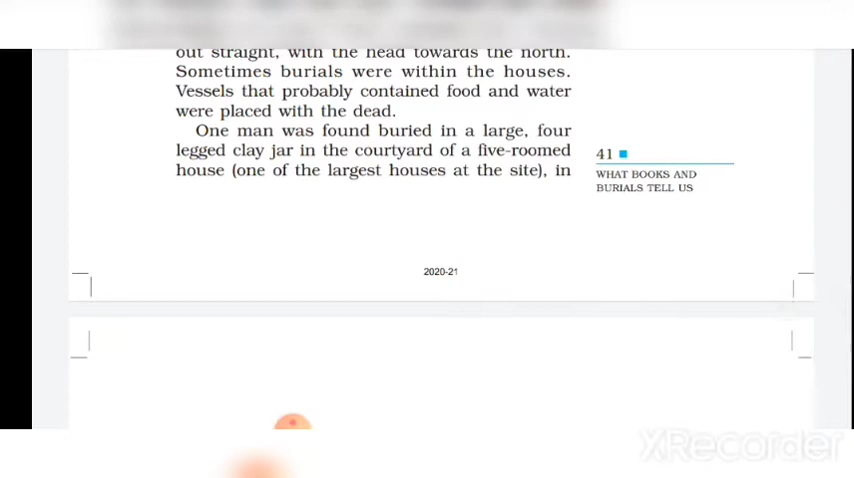 out straight, with the head towards the north.
Sometimes burials were within the houses.
Vessels that probably contained food and water
were placed with the dead.
One man was found buried in a large, four
legged clay jar in the courtyard of a five-roomed
house (one of the largest houses at the site), in
41
WHAT BOOKS AND
BURIALS TELL US
2020-21
XRecorder